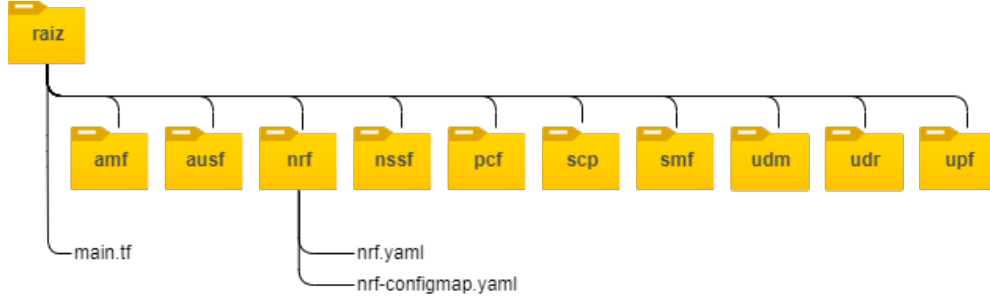 raiz
amf ausf nrf nssf pcf scp smf udm udr upf
main.tf nrf.yaml
nrf-configmap.yaml